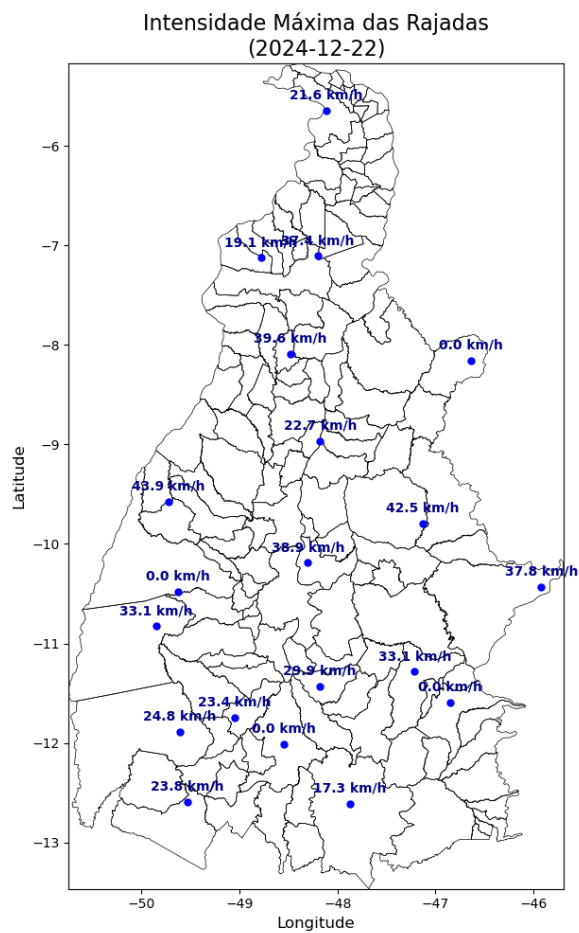 Intensidade Máxima das Rajadas
(2024-12-22)
21.6 km/h
19.1 km/h
37.4 km/h
39.6 km/h
0.0 km/h
22.7 km/h
43.9 km/h
42.5 km/h
38.9 km/h
0.0 km/h
37.8 km/h
33.1 km/h
33.1 km/h
29.9 km/h
0.0 km/h
23.4 km/h
24.8 km/h
0.0 km/h
23.8 km/h
17.3 km/h
−6
−7
−8
−9
−10
−11
−12
−13
Latitude
−50
−49
−48
−47
−46
Longitude